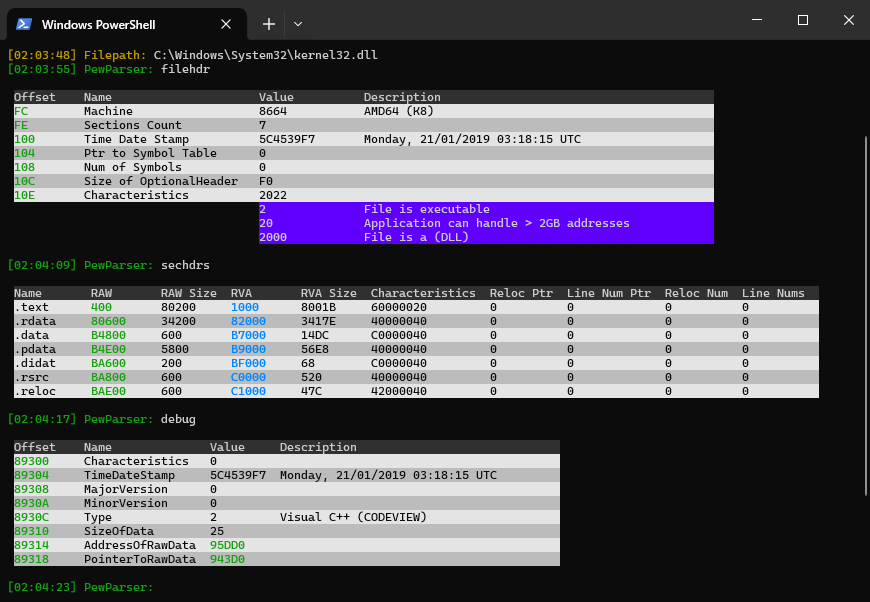 Windows PowerShell
[02:03:48] Filepath: C:\Windows\System32\kernel32.dll
[02:03:55] PewParser: filehdr
Offset Name Value Description
FC Machine 8664 AMD64 (K8)
FE Sections Count 7
100 Time Date Stamp 5C4539F7 Monday, 21/01/2019 03:18:15 UTC
104 Ptr to Symbol Table 0
108 Num of Symbols 0
10C Size of OptionalHeader F0
10E Characteristics 2022
2 File is executable
20 Application can handle > 2GB addresses
2000 File is a (DLL)
[02:04:09] PewParser: sechdrs
Name RAW RAW Size RVA RVA Size Characteristics Reloc Ptr Line Num Ptr Reloc Num Line Nums
.text 400 80200 1000 8001B 60000020 0 0 0 0
.rdata 80600 34200 82000 3417E 40000040 0 0 0 0
.data B4800 600 B7000 14DC C0000040 0 0 0 0
.pdata B4E00 5800 B9000 56E8 40000040 0 0 0 0
.didat BA600 200 BF000 68 C0000040 0 0 0 0
.rsrc BA800 600 C0000 520 40000040 0 0 0 0
.reloc BAE00 600 C1000 47C 42000040 0 0 0 0
[02:04:17] PewParser: debug
Offset Name Value Description
89300 Characteristics 0
89304 TimeDateStamp 5C4539F7 Monday, 21/01/2019 03:18:15 UTC
89308 MajorVersion 0
8930A MinorVersion 0
8930C Type 2 Visual C++ (CODEVIEW)
89310 SizeOfData 25
89314 AddressOfRawData 95DD0
89318 PointerToRawData 943D0
[02:04:23] PewParser: